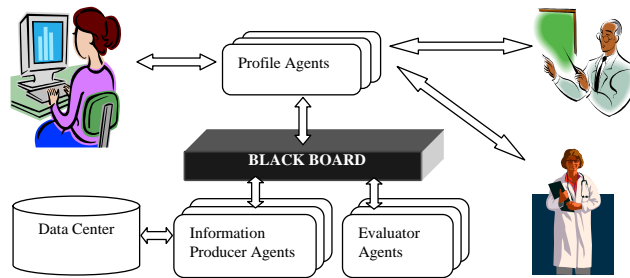 Profile Agents
BLACK BOARD
Data Center
Information
Producer Agents
Evaluator
Agents